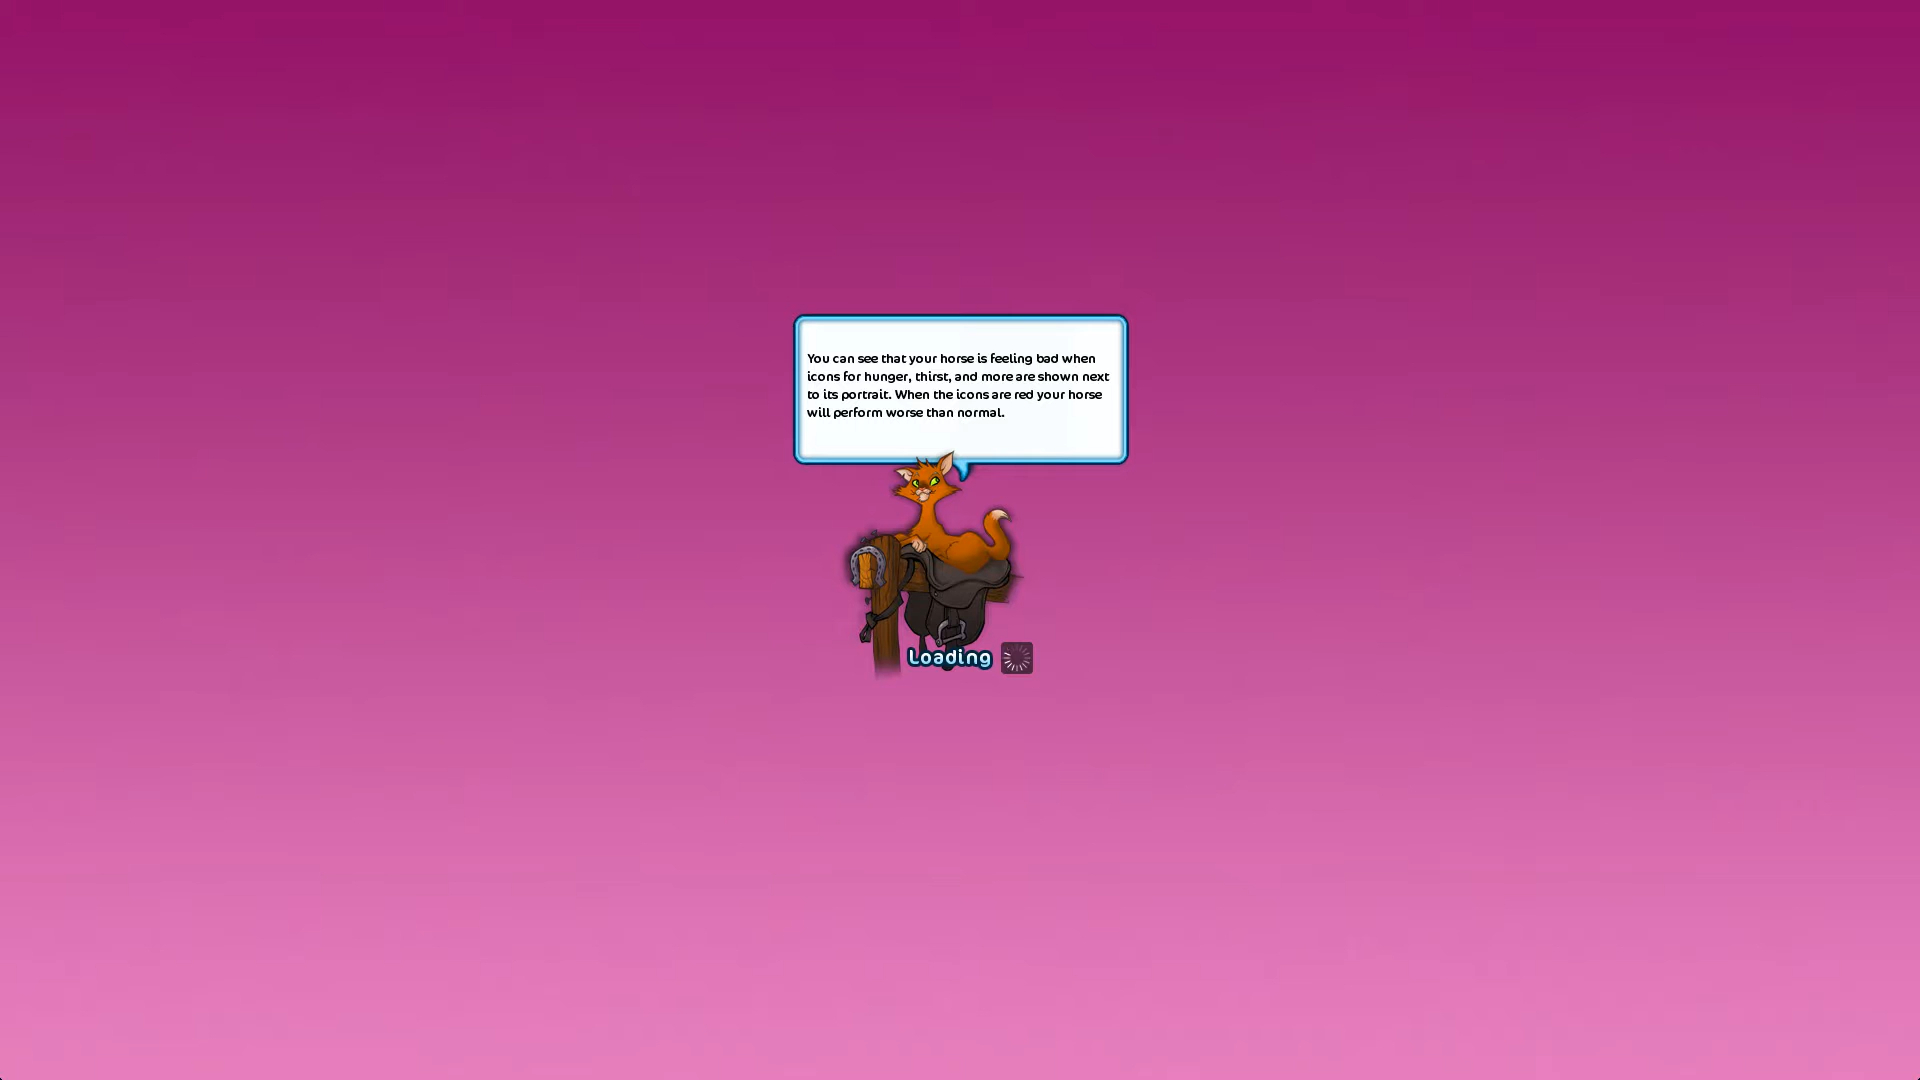 You can see that your horse is feeling bad when
icons for hunger, thirst, and more are shown next
to its portrait. When the icons are red your horse
will perform worse than normal.
Loading